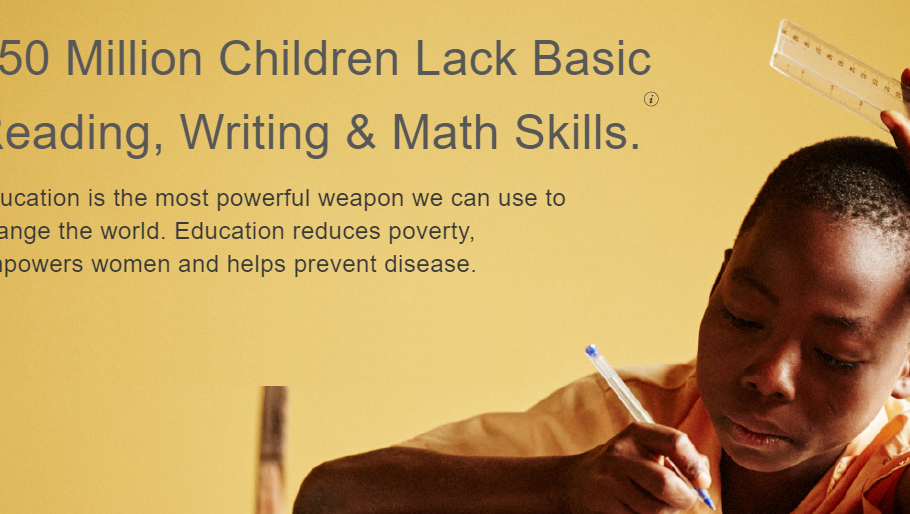 50 Million Children Lack Basic
eading, Writing & Math Skills.
ucation is the most powerful weapon we can use to
ange the world. Education reduces poverty,
powers women and helps prevent disease.